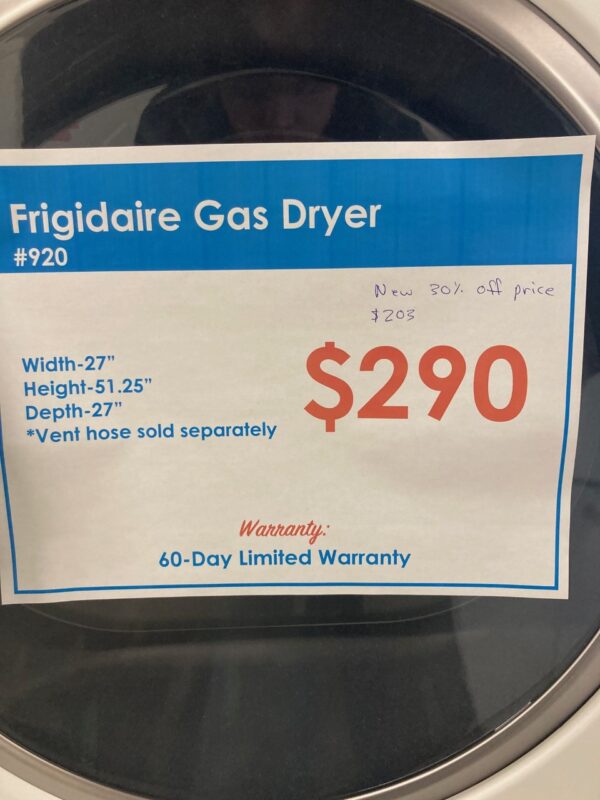 Frigidaire Gas Dryer
#920
New 30% off price
$203
$290
Width-27”
Height-51.25”
Depth-27”
*Vent hose sold separately
Warranty:
60-Day Limited Warranty